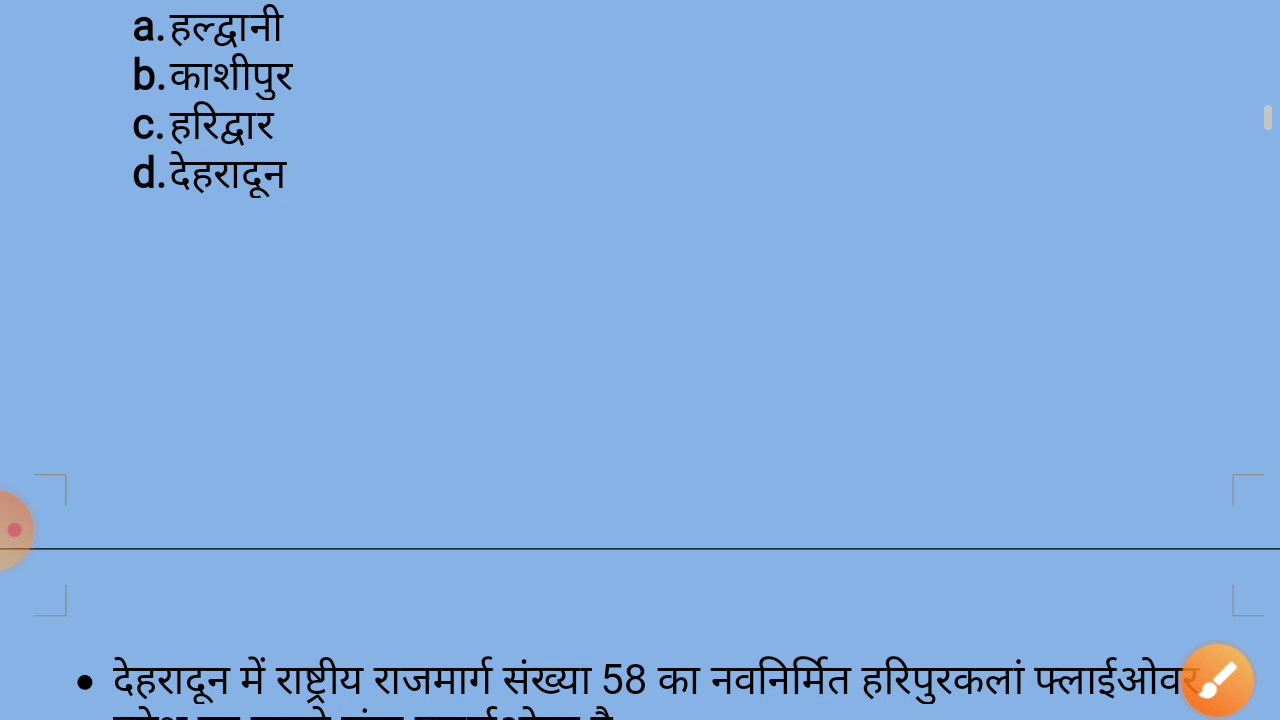 a. हल्द्वानी
b. काशीपुर
c. हरिद्वार
d. देहरादून
• देहरादून में राष्ट्रीय राजमार्ग संख्या 58 का नवनिर्मित हरिपुरकलां फ्लाईओवर